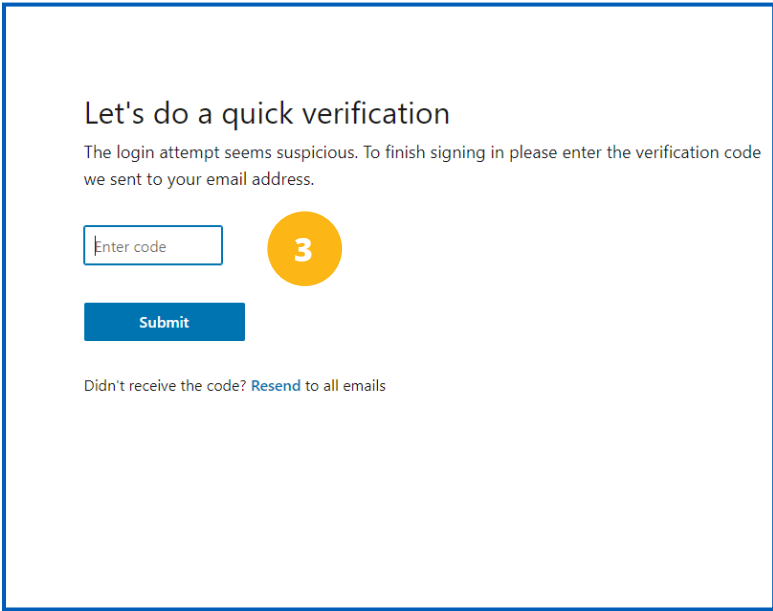 Let's do a quick verification
The login attempt seems suspicious. To finish signing in please enter the verification code
we sent to your email address.
Enter code
3
Submit
Didn't receive the code? Resend to all emails